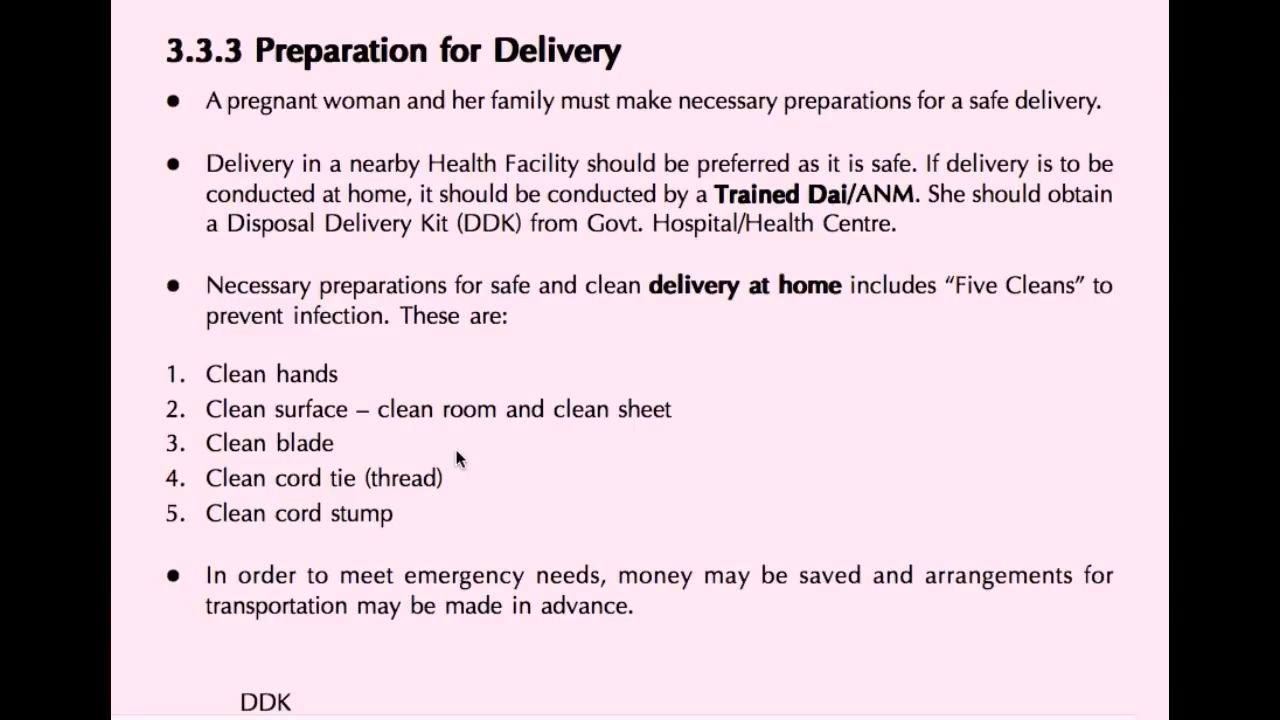 3.3.3 Preparation for Delivery
● A pregnant woman and her family must make necessary preparations for a safe delivery.
● Delivery in a nearby Health Facility should be preferred as it is safe. If delivery is to be
conducted at home, it should be conducted by a Trained Dai/ANM. She should obtain
a Disposal Delivery Kit (DDK) from Govt. Hospital/Health Centre.
● Necessary preparations for safe and clean delivery at home includes “Five Cleans” to
prevent infection. These are:
1. Clean hands
2. Clean surface – clean room and clean sheet
3. Clean blade
4. Clean cord tie (thread)
5. Clean cord stump
● In order to meet emergency needs, money may be saved and arrangements for
transportation may be made in advance.
DDK